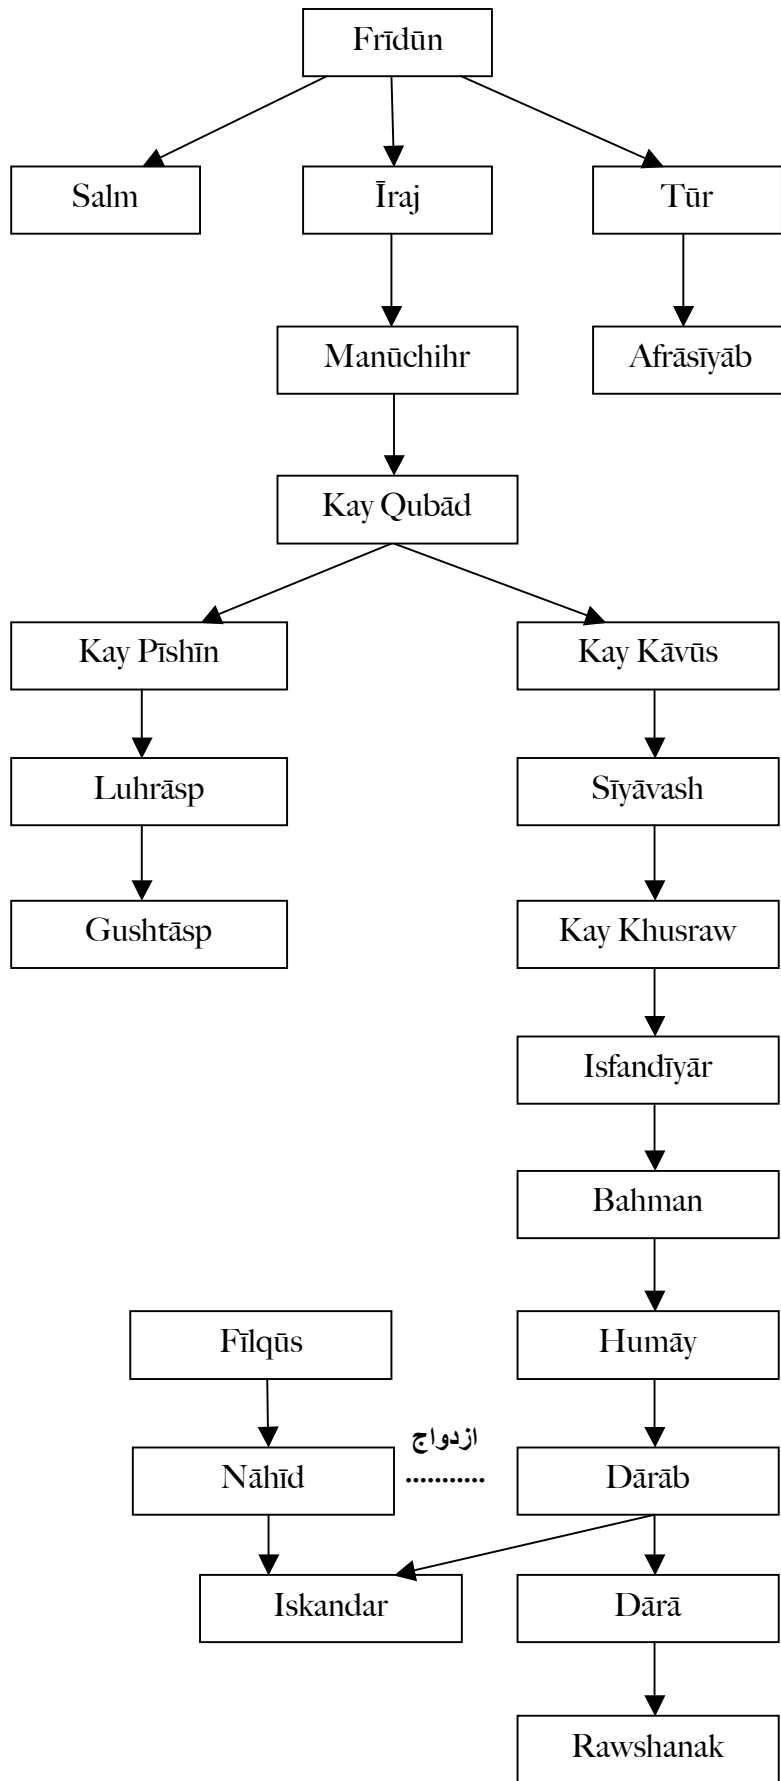 Frīdūn
Salm
Īraj
Tūr
Manūchihr
Afrāsīyāb
Kay Qubād
Kay Pīshīn
Kay Kāvūs
Luhrāsp
Sīyāvash
Gushtāsp
Kay Khusraw
Isfandīyār
Bahman
Fīlqūs
Humāy
ازدواج
Nāhīd
...........
Dārāb
Iskandar
Dārā
Rawshanak